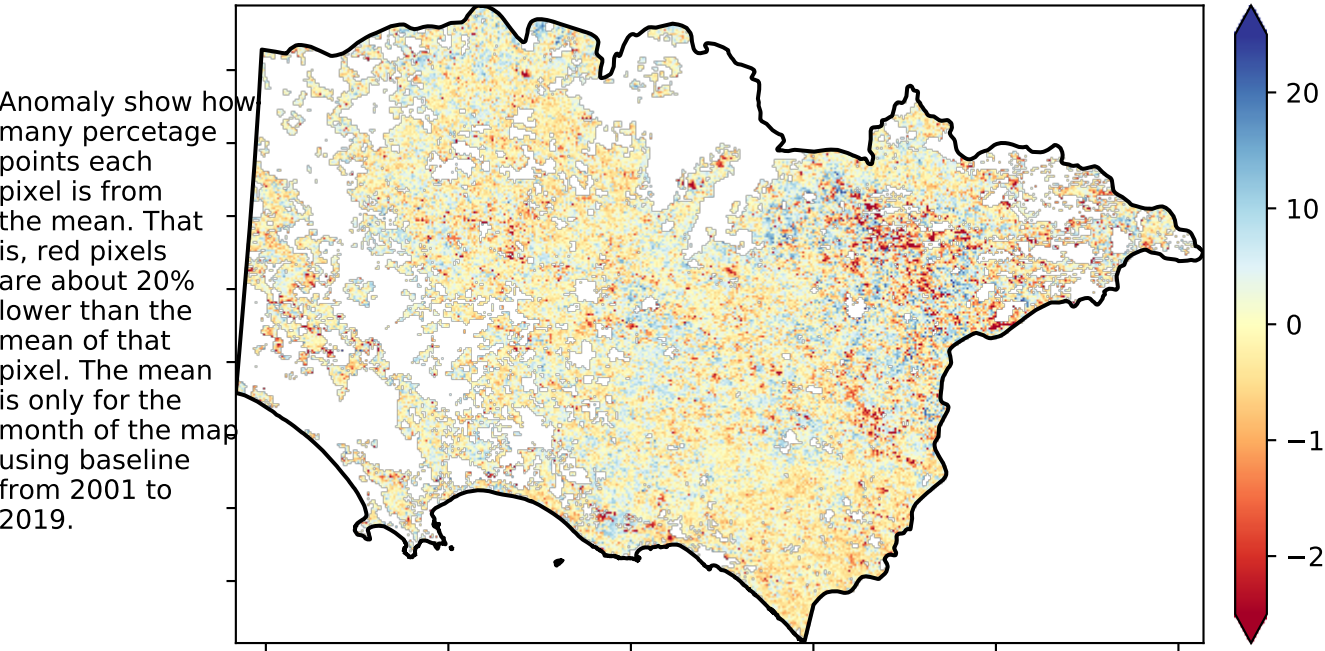 Anomaly show how
many percetage
points each
pixel is from
the mean. That
is, red pixels
are about 20%
lower than the
mean of that
pixel. The mean
is only for the
month of the map
using baseline
from 2001 to
2019.
20
10
0
−1
−2